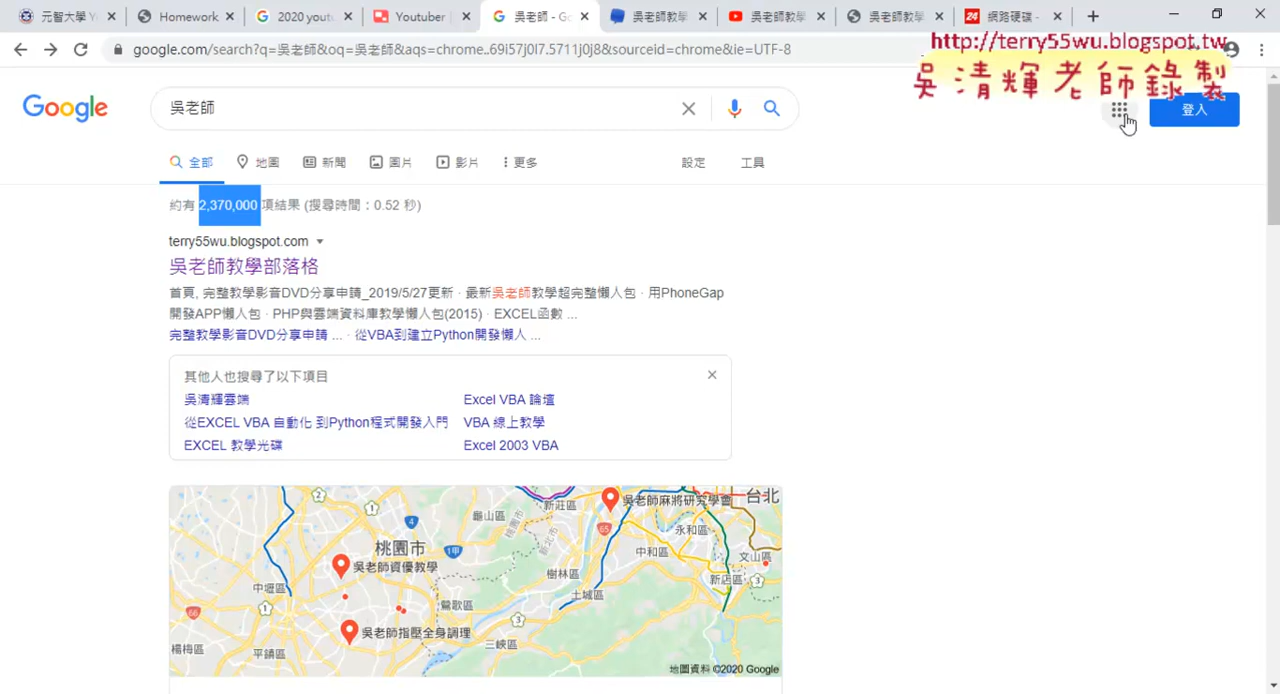 元智大學 Y
Homework
2020 yout
Youtuber
吳老師 - Go
吳老師教學
吳老師教學
吳老師教學
網路硬碟 -
google.com/search?q=吳老師&oq=吳老師&aqs=chrome..69i57j0l7.5711j0j8&sourceid=chrome&ie=UTF-8
http://terry55wu.blogspot.tw
吳清輝老師錄製
Google
吳老師
登入
全部
地圖
新聞
圖片
影片
更多
設定
工具
約有 2,370,000 項結果 (搜尋時間:0.52 秒)
terry55wu.blogspot.com
吳老師教學部落格
首頁, 完整教學影音DVD分享申請_2019/5/27更新 · 最新吳老師教學超完整懶人包 · 用PhoneGap
開發APP懶人包 · PHP與雲端資料庫教學懶人包(2015) · EXCEL函數 ...
完整教學影音DVD分享申請 ... · 從VBA到建立Python開發懶人 ...
其他人也搜尋了以下項目
吳清輝雲端
Excel VBA 論壇
從EXCEL VBA 自動化 到Python程式開發入門
VBA 線上教學
EXCEL 教學光碟
Excel 2003 VBA
新莊區
吳老師麻將研究學會
台北
龜山區
桃園市
永和區
中和區
文山區
吳老師資優教學
樹林區
新店區
中壢區
土城區
鶯歌區
吳老師指壓全身調理
三峽區
楊梅區
平鎮區
地圖資料 ©2020 Google